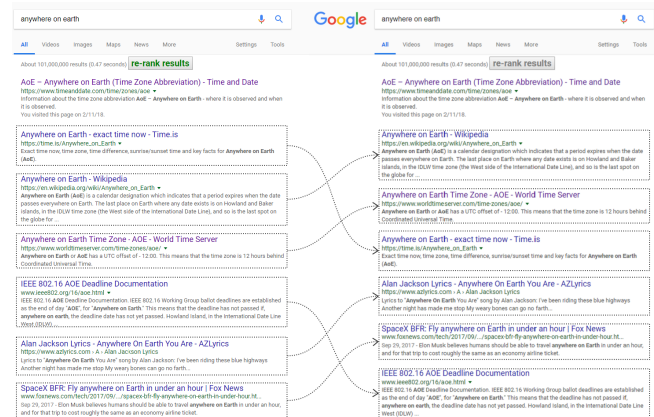 anywhere on earth
Google
anywhere on earth
All Videos Images Maps News More Settings Tools
About 101,000,000 results (0.47 seconds) re-rank results
AoE – Anywhere on Earth (Time Zone Abbreviation) - Time and Date
https://www.timeanddate.com/time/zones/aoe
Information about the time zone abbreviation AoE – Anywhere on Earth - where it is observed and when
it is observed.
You visited this page on 2/11/18.
Anywhere on Earth - exact time now - Time.is
https://time.is/Anywhere_on_Earth
Exact time now, time zone, time difference, sunrise/sunset time and key facts for Anywhere on Earth
(AoE).
Anywhere on Earth - Wikipedia
https://en.wikipedia.org/wiki/Anywhere_on_Earth
Anywhere on Earth (AoE) is a calendar designation which indicates that a period expires when the date
passes everywhere on Earth. The last place on Earth where any date exists is on Howland and Baker
islands, in the IDLW time zone (the West side of the International Date Line), and so is the last spot on
the globe for ...
Anywhere on Earth Time Zone - AOE - World Time Server
https://www.worldtimeserver.com/time-zones/aoe/
Anywhere on Earth or AoE has a UTC offset of - 12:00. This means that the time zone is 12 hours behind
Coordinated Universal Time.
IEEE 802.16 AOE Deadline Documentation
www.ieee802.org/16/aoe.html
IEEE 802.16 AOE Deadline Documentation. IEEE 802.16 Working Group ballot deadlines are established
as the end of day "AOE", for "Anywhere on Earth." This means that the deadline has not passed if,
anywhere on earth, the deadline date has not yet passed. Howland Island, in the International Date Line
West (IDLW) ...
Alan Jackson Lyrics - Anywhere On Earth You Are - AZLyrics
https://www.azlyrics.com › A › Alan Jackson Lyrics
Lyrics to "Anywhere On Earth You Are" song by Alan Jackson: I've been riding these blue highways
Another night has made me stop My weary bones can go no farth...
SpaceX BFR: Fly anywhere on Earth in under an hour | Fox News
www.foxnews.com/tech/2017/09/.../spacex-bfr-fly-anywhere-on-earth-in-under-hour.ht...
Sep 29, 2017 - Elon Musk believes humans should be able to travel anywhere on Earth in under an hour,
and for that trip to cost roughly the same as an economy airline ticket.
All Videos Images Maps News More Settings Tools
About 101,000,000 results (0.47 seconds) re-rank results
AoE – Anywhere on Earth (Time Zone Abbreviation) - Time and Date
https://www.timeanddate.com/time/zones/aoe
Information about the time zone abbreviation AoE – Anywhere on Earth - where it is observed and when
it is observed.
You visited this page on 2/11/18.
Anywhere on Earth - Wikipedia
https://en.wikipedia.org/wiki/Anywhere_on_Earth
Anywhere on Earth (AoE) is a calendar designation which indicates that a period expires when the date
passes everywhere on Earth. The last place on Earth where any date exists is on Howland and Baker
islands, in the IDLW time zone (the West side of the International Date Line), and so is the last spot on
the globe for ...
Anywhere on Earth Time Zone - AOE - World Time Server
https://www.worldtimeserver.com/time-zones/aoe/
Anywhere on Earth or AoE has a UTC offset of - 12:00. This means that the time zone is 12 hours behind
Coordinated Universal Time.
Anywhere on Earth - exact time now - Time.is
https://time.is/Anywhere_on_Earth
Exact time now, time zone, time difference, sunrise/sunset time and key facts for Anywhere on Earth
(AoE).
Alan Jackson Lyrics - Anywhere On Earth You Are - AZLyrics
https://www.azlyrics.com › A › Alan Jackson Lyrics
Lyrics to "Anywhere On Earth You Are" song by Alan Jackson: I've been riding these blue highways
Another night has made me stop My weary bones can go no farth...
SpaceX BFR: Fly anywhere on Earth in under an hour | Fox News
www.foxnews.com/tech/2017/09/.../spacex-bfr-fly-anywhere-on-earth-in-under-hour.ht...
Sep 29, 2017 - Elon Musk believes humans should be able to travel anywhere on Earth in under an hour,
and for that trip to cost roughly the same as an economy airline ticket.
IEEE 802.16 AOE Deadline Documentation
www.ieee802.org/16/aoe.html
IEEE 802.16 AOE Deadline Documentation. IEEE 802.16 Working Group ballot deadlines are established
as the end of day "AOE", for "Anywhere on Earth." This means that the deadline has not passed if,
anywhere on earth, the deadline date has not yet passed. Howland Island, in the International Date Line
West (IDLW) ...